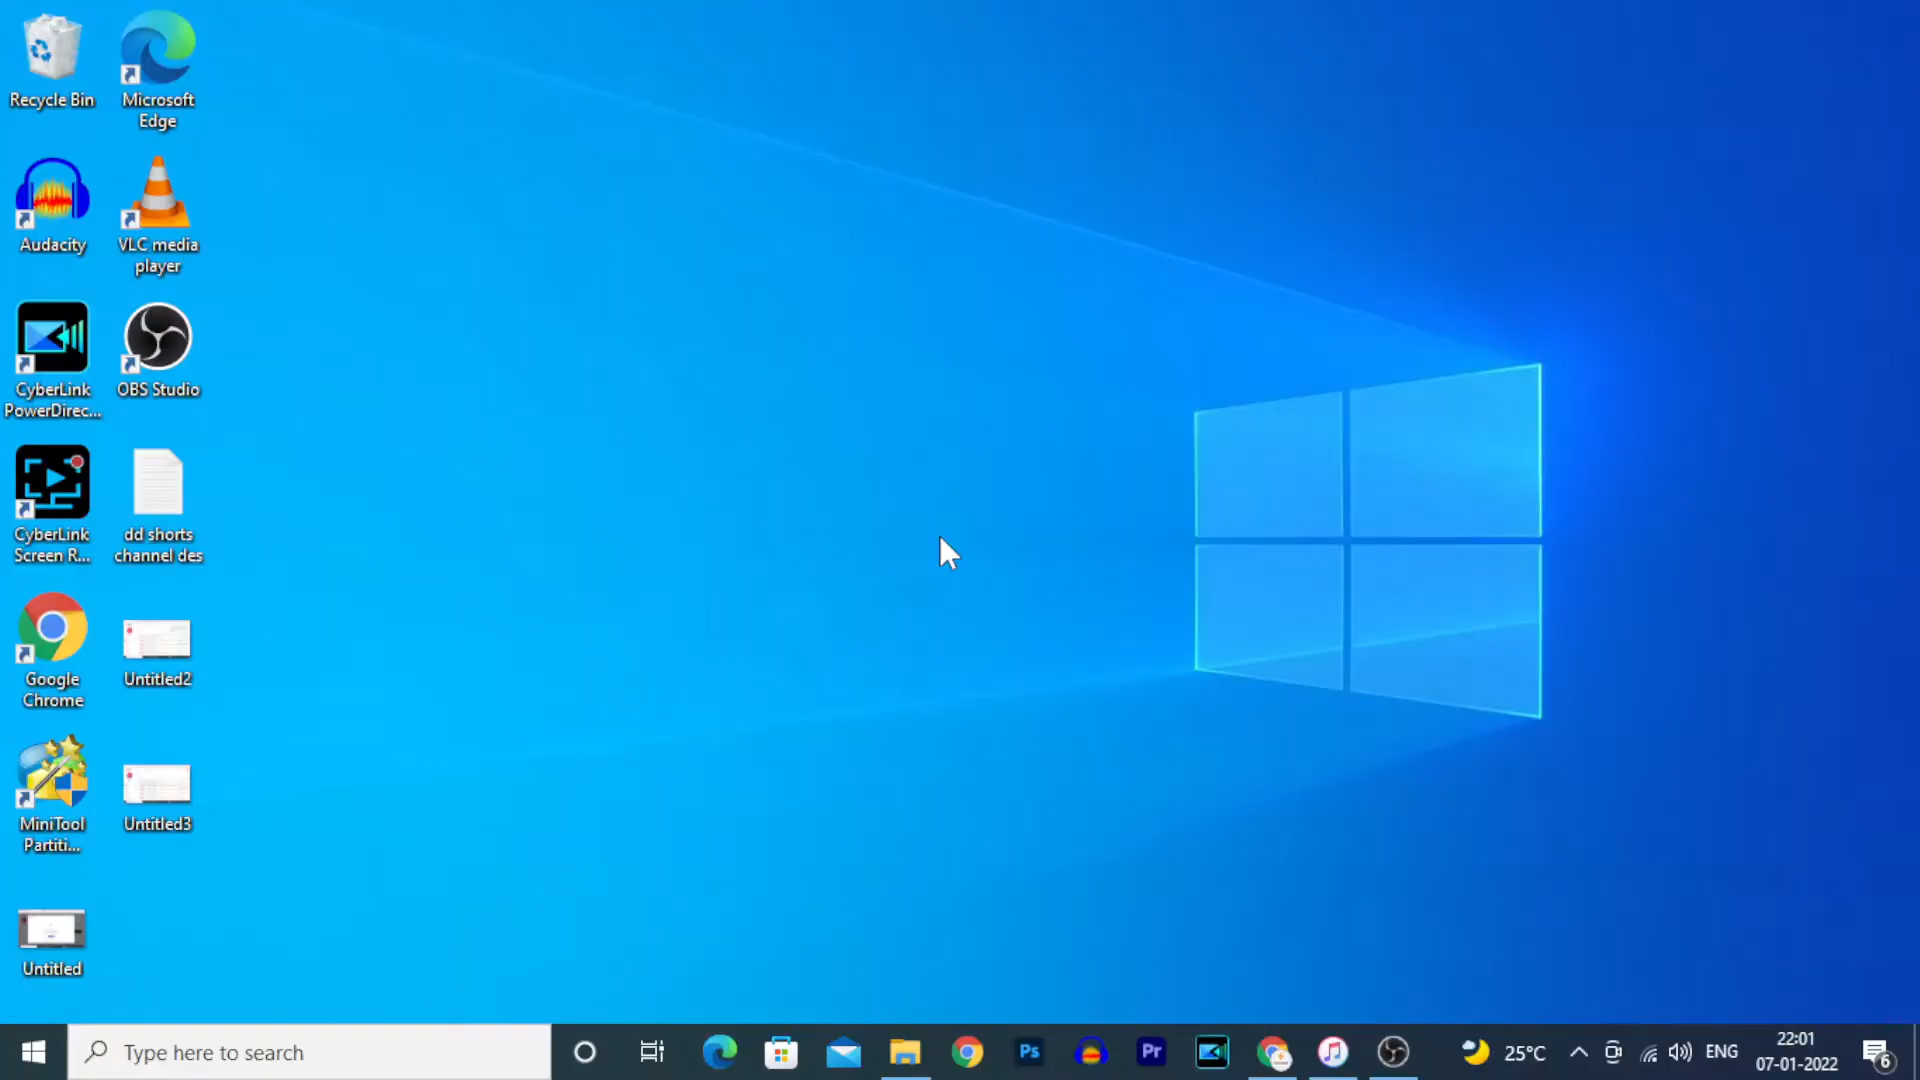 Recycle Bin
Microsoft
Edge
Audacity
VLC media
player
CyberLink
PowerDirec...
OBS Studio
CyberLink
Screen R...
dd shorts
channel des
Google
Chrome
Untitled2
MiniTool
Partiti...
Untitled3
Untitled
Type here to search
Ps
Pr
25°C
ENG
22:01
07-01-2022
6